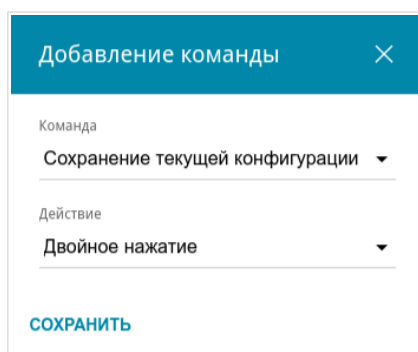 Добавление команды
Команда
Сохранение текущей конфигурации
Действие
Двойное нажатие
СОХРАНИТЬ